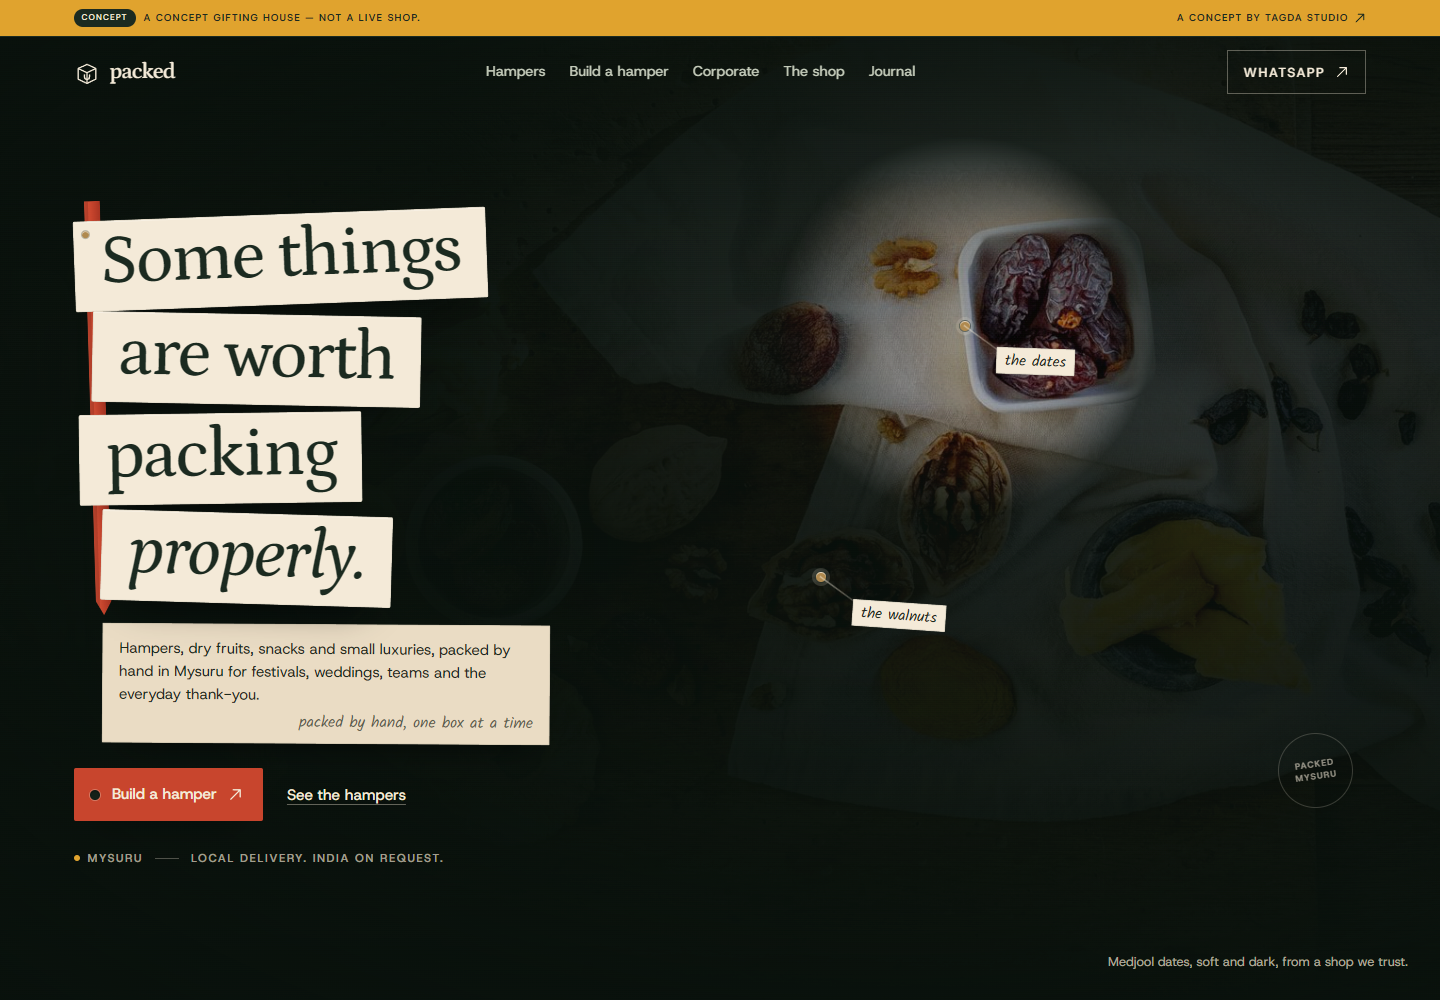 CONCEPT A CONCEPT GIFTING HOUSE — NOT A LIVE SHOP.
A CONCEPT BY TAGDA STUDIO
packed
Hampers
Build a hamper
Corporate
The shop
Journal
WHATSAPP
Some things
are worth
packing
properly.
Hampers, dry fruits, snacks and small luxuries, packed by
hand in Mysuru for festivals, weddings, teams and the
everyday thank-you.
packed by hand, one box at a time
Build a hamper
See the hampers
MYSURU — LOCAL DELIVERY. INDIA ON REQUEST.
the dates
the walnuts
PACKED
MYSURU
Medjool dates, soft and dark, from a shop we trust.